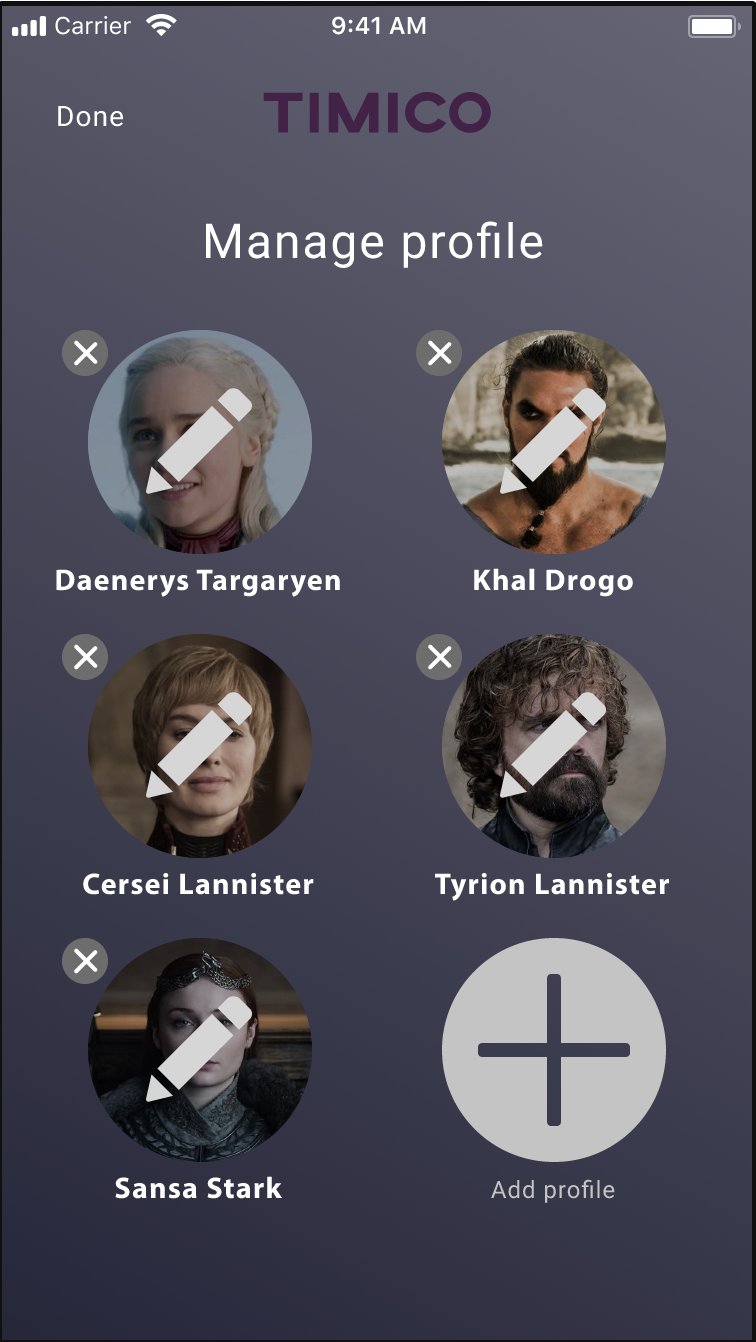 Carrier 9:41 AM
Done TIMICO
Manage profile
Daenerys Targaryen Khal Drogo
Cersei Lannister Tyrion Lannister
Sansa Stark Add profile